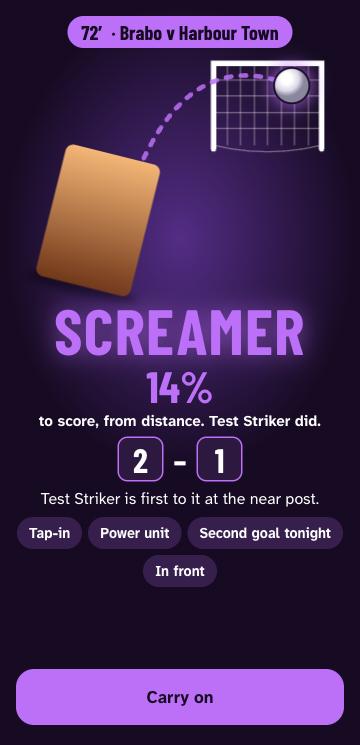 72′ · Brabo v Harbour Town
SCREAMER
14%
to score, from distance. Test Striker did.
2 – 1
Test Striker is first to it at the near post.
Tap-in Power unit Second goal tonight
In front
Carry on